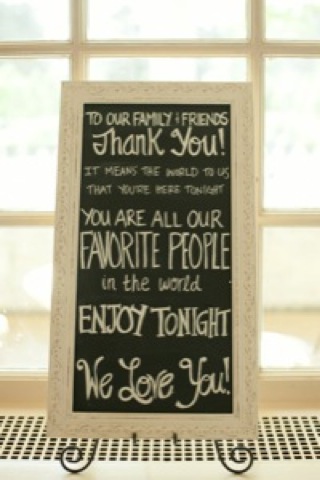 TO OUR FAMILY & FRIENDS
Thank You!
IT MEANS THE WORLD TO US
THAT YOU'RE HERE TONIGHT
YOU ARE ALL OUR
FAVORITE PEOPLE
in the world
ENJOY TONIGHT
We Love You!